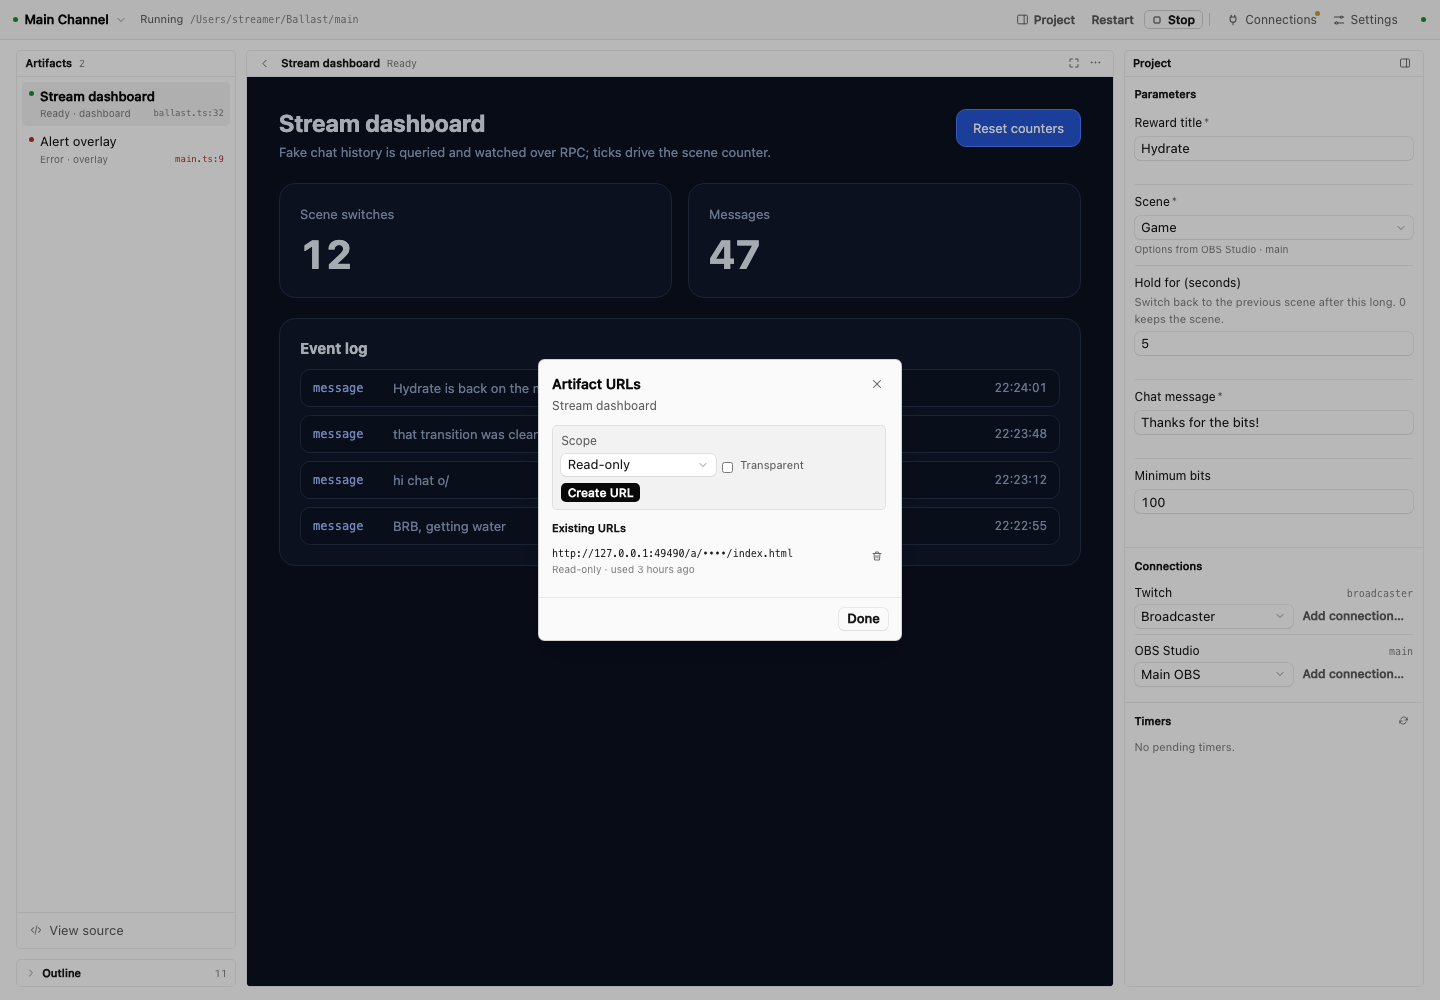 Main Channel
Running /Users/streamer/Ballast/main
Project
Restart
Stop
Connections
Settings
Artifacts 2
Stream dashboard
Ready · dashboard ballast.ts:32
Alert overlay
Error · overlay main.ts:9
View source
Outline 11
Stream dashboard Ready
Stream dashboard
Fake chat history is queried and watched over RPC; ticks drive the scene counter.
Reset counters
Scene switches
12
Messages
47
Event log
message Hydrate is back on the m 22:24:01
message that transition was clear 22:23:48
message hi chat o/ 22:23:12
message BRB, getting water 22:22:55
Artifact URLs
Stream dashboard
Scope
Read-only
Transparent
Create URL
Existing URLs
http://127.0.0.1:49490/a/••••/index.html
Read-only · used 3 hours ago
Done
Project
Parameters
Reward title*
Hydrate
Scene*
Game
Options from OBS Studio · main
Hold for (seconds)
Switch back to the previous scene after this long. 0
keeps the scene.
5
Chat message*
Thanks for the bits!
Minimum bits
100
Connections
Twitch broadcaster
Broadcaster Add connection...
OBS Studio main
Main OBS Add connection...
Timers
No pending timers.